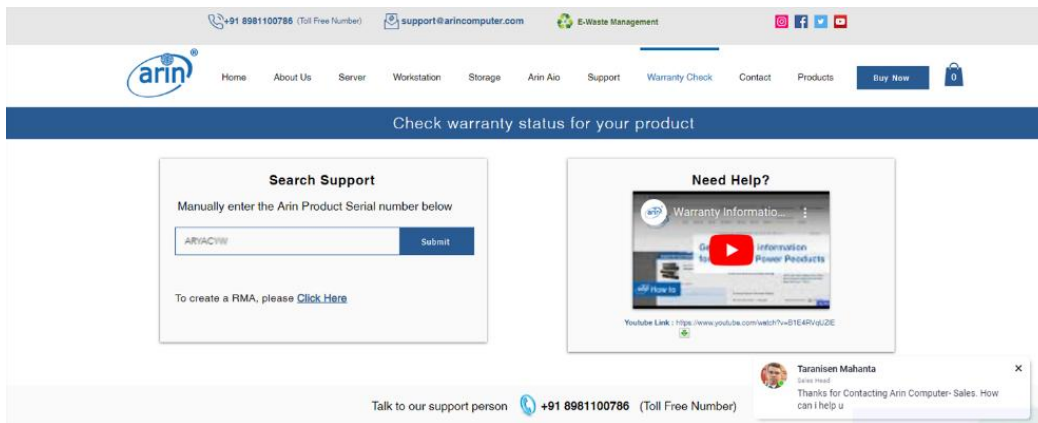 +91 8981100786 (Toll Free Number) support@arincomputer.com E-Waste Management
arin®
Home About Us Server Workstation Storage Arin Aio Support Warranty Check Contact Products Buy Now 0
Check warranty status for your product
Search Support
Manually enter the Arin Product Serial number below
ARYACYW Submit
To create a RMA, please Click Here
Need Help?
arin Warranty Informatio...
information
Power Peoducts
How to
Youtube Link : https://www.youtube.com/watch?v=
Taranisen Mahanta
Sales Head
Thanks for Contacting Arin Computer- Sales. How
can i help u
Talk to our support person +91 8981100786 (Toll Free Number)